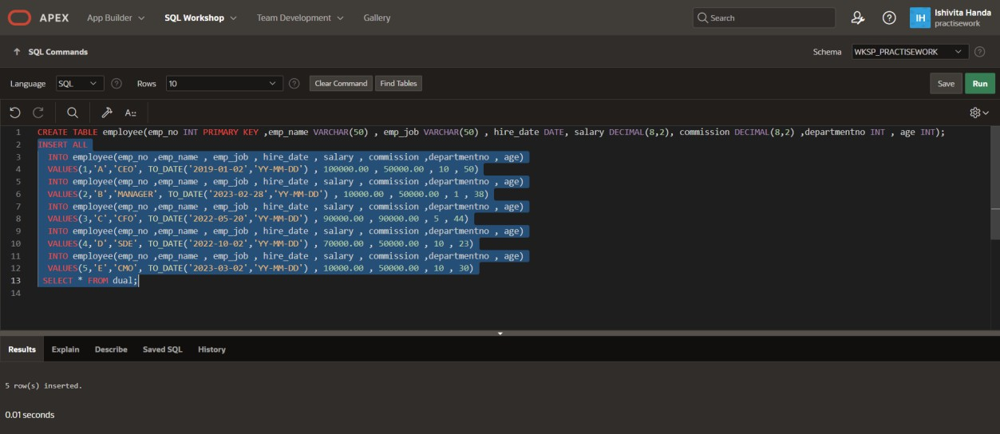 APEX App Builder SQL Workshop Team Development Gallery Search IH Ishivita Handa
practisework
SQL Commands Schema WKSP_PRACTISEWORK
Language SQL Rows 10 Clear Command Find Tables Save Run
1 CREATE TABLE employee(emp_no INT PRIMARY KEY ,emp_name VARCHAR(50) , emp_job VARCHAR(50) , hire_date DATE, salary DECIMAL(8,2), commission DECIMAL(8,2) ,departmentno INT , age INT);
2 INSERT ALL
3 INTO employee(emp_no ,emp_name , emp_job , hire_date , salary , commission ,departmentno , age)
4 VALUES(1,'A','CEO', TO_DATE('2019-01-02','YY-MM-DD') , 100000.00 , 50000.00 , 10 , 50)
5 INTO employee(emp_no ,emp_name , emp_job , hire_date , salary , commission ,departmentno , age)
6 VALUES(2,'B','MANAGER', TO_DATE('2023-02-28','YY-MM-DD') , 10000.00 , 50000.00 , 1 , 38)
7 INTO employee(emp_no ,emp_name , emp_job , hire_date , salary , commission ,departmentno , age)
8 VALUES(3,'C','CFO', TO_DATE('2022-05-20','YY-MM-DD') , 90000.00 , 90000.00 , 5 , 44)
9 INTO employee(emp_no ,emp_name , emp_job , hire_date , salary , commission ,departmentno , age)
10 VALUES(4,'D','SDE', TO_DATE('2022-10-02','YY-MM-DD') , 70000.00 , 50000.00 , 10 , 23)
11 INTO employee(emp_no ,emp_name , emp_job , hire_date , salary , commission ,departmentno , age)
12 VALUES(5,'E','CMO', TO_DATE('2023-03-02','YY-MM-DD') , 10000.00 , 50000.00 , 10 , 30)
13 SELECT * FROM dual;
14
Results Explain Describe Saved SQL History
5 row(s) inserted.
0.01 seconds